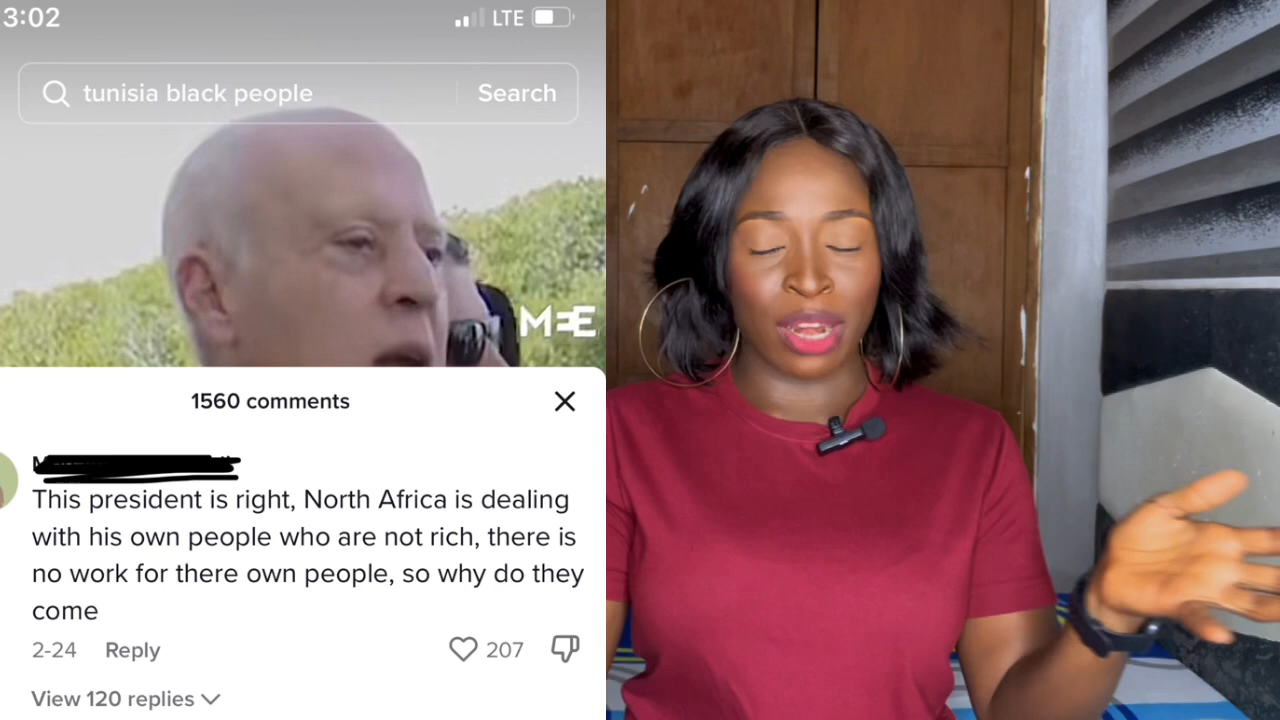 3:02
LTE
tunisia black people
Search
MEE
1560 comments
This president is right, North Africa is dealing
with his own people who are not rich, there is
no work for there own people, so why do they
come
2-24 Reply
207
View 120 replies